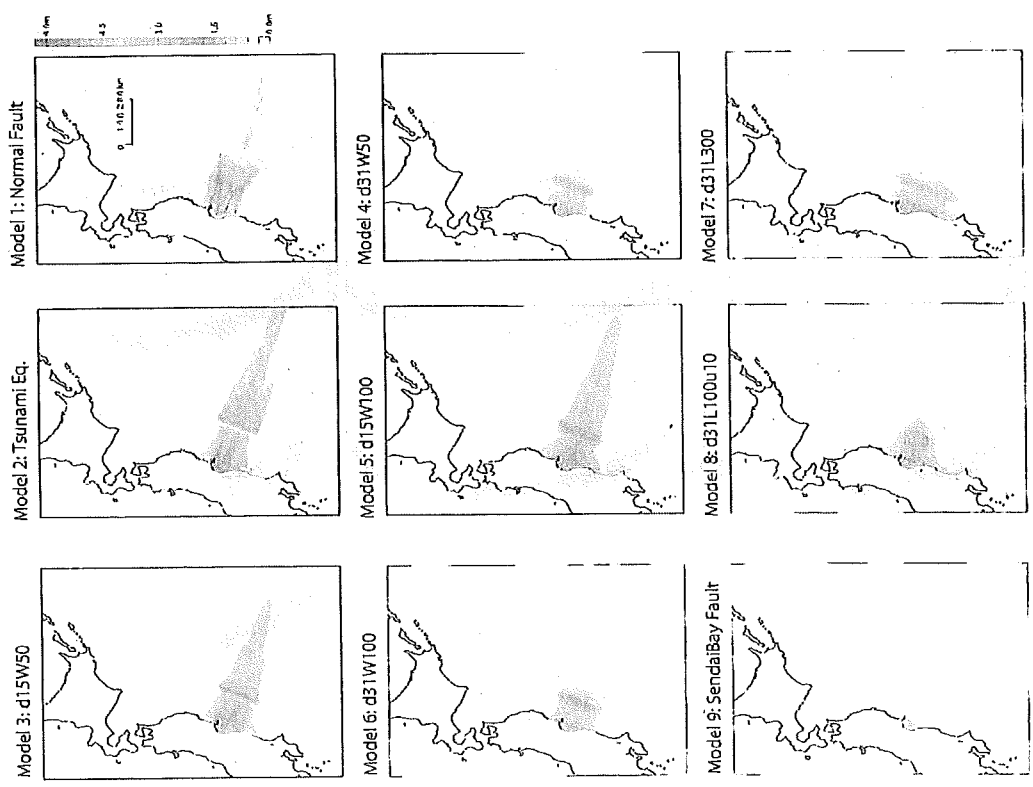 Model 1: Normal Fault
Model 2: Tsunami Eq.
Model 3: d15W50
Model 4: d31W50
Model 5: d15W100
Model 6: d31W100
Model 7: d31L300
Model 8: d31L100u10
Model 9: SendaiBay Fault